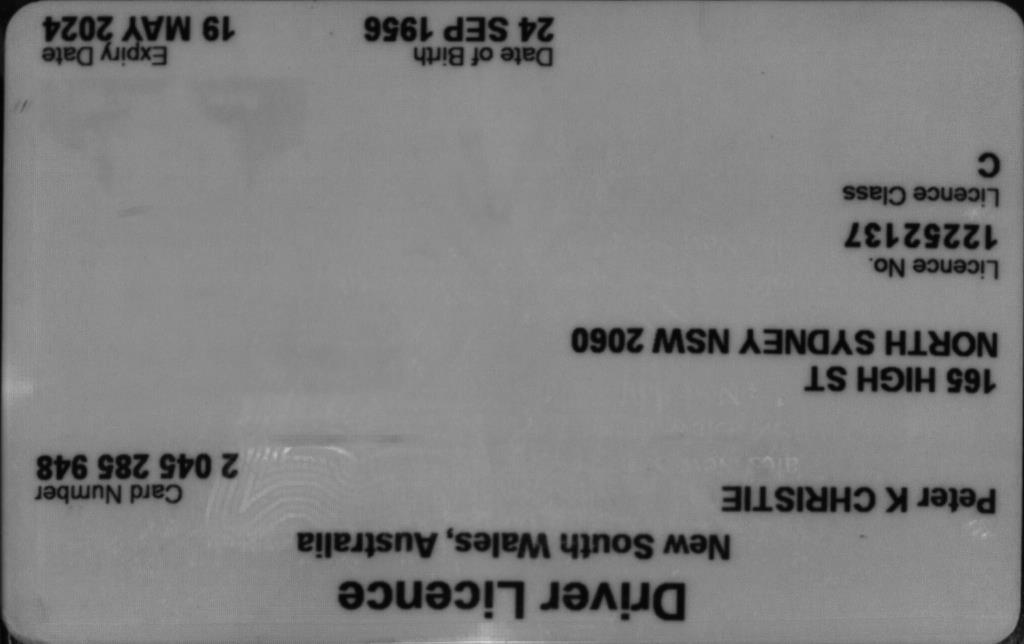 Driver Licence
New South Wales, Australia
Peter K CHRISTIE
Card Number
2 045 285 948
165 HIGH ST
NORTH SYDNEY NSW 2060
Licence No.
12252137
Licence Class
C
Date of Birth
24 SEP 1956
Expiry Date
19 MAY 2024